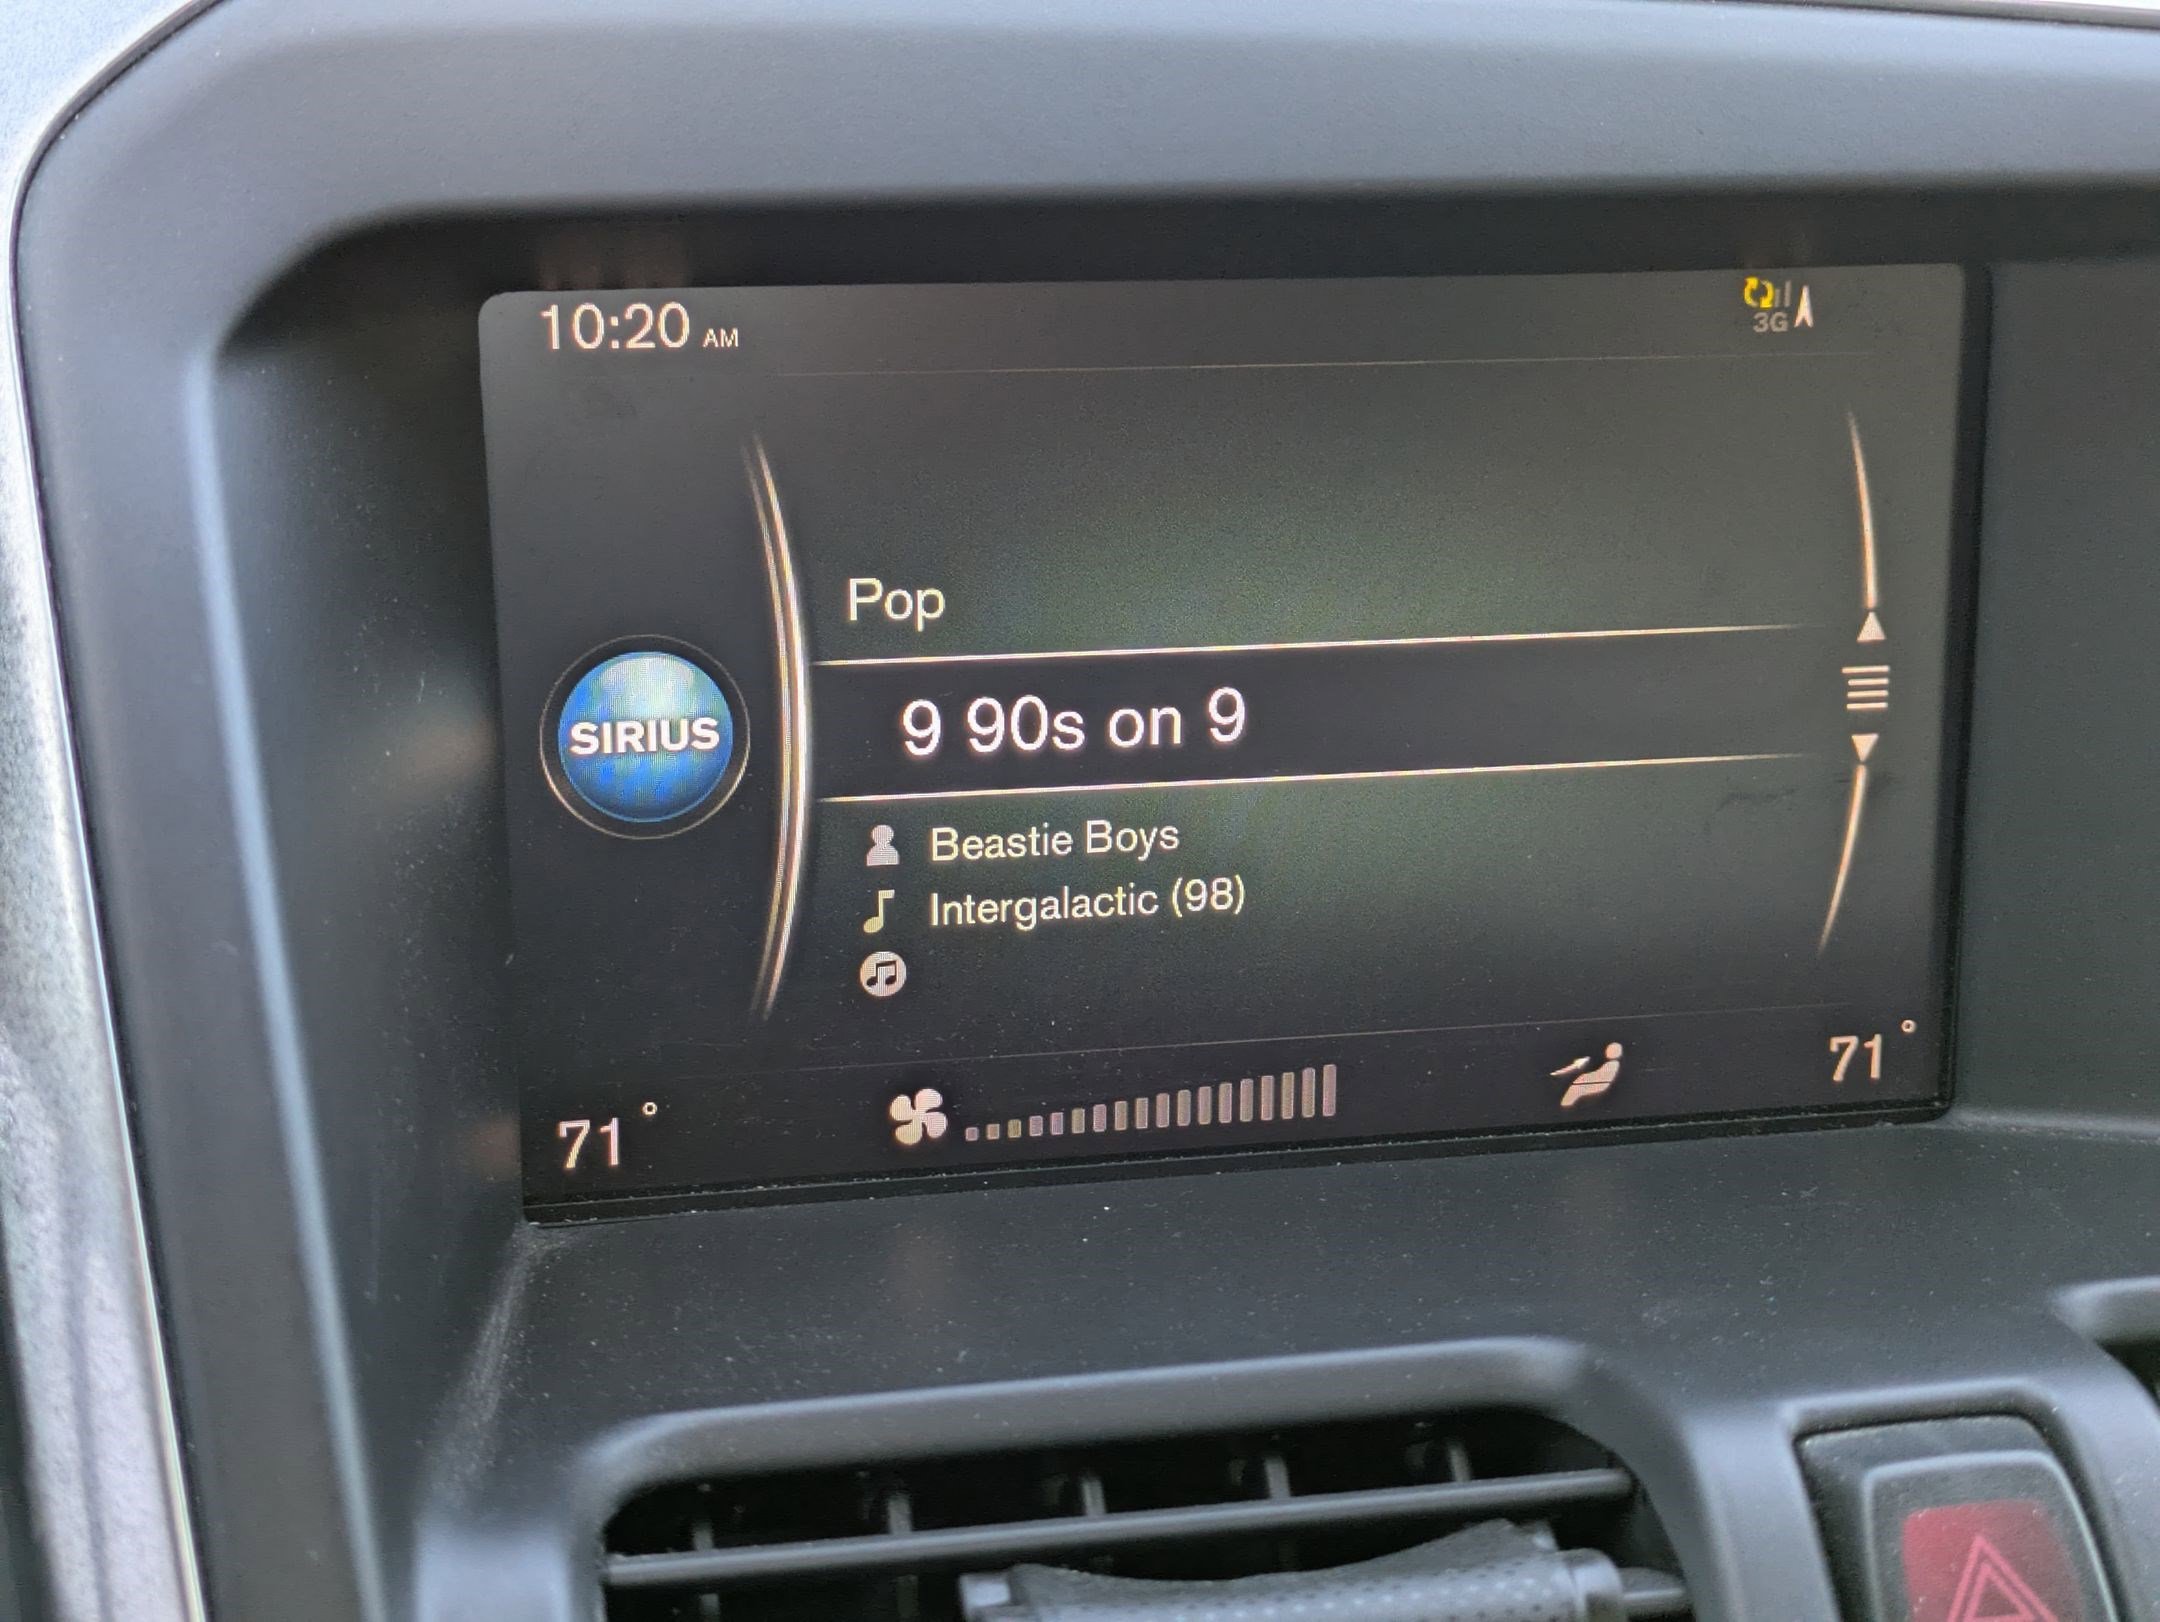 10:20 AM
3G
Pop
SIRIUS
9 90s on 9
Beastie Boys
Intergalactic (98)
71°
71°